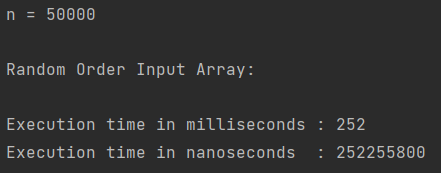 n = 50000
Random Order Input Array:
Execution time in milliseconds : 252
Execution time in nanoseconds  : 252255800